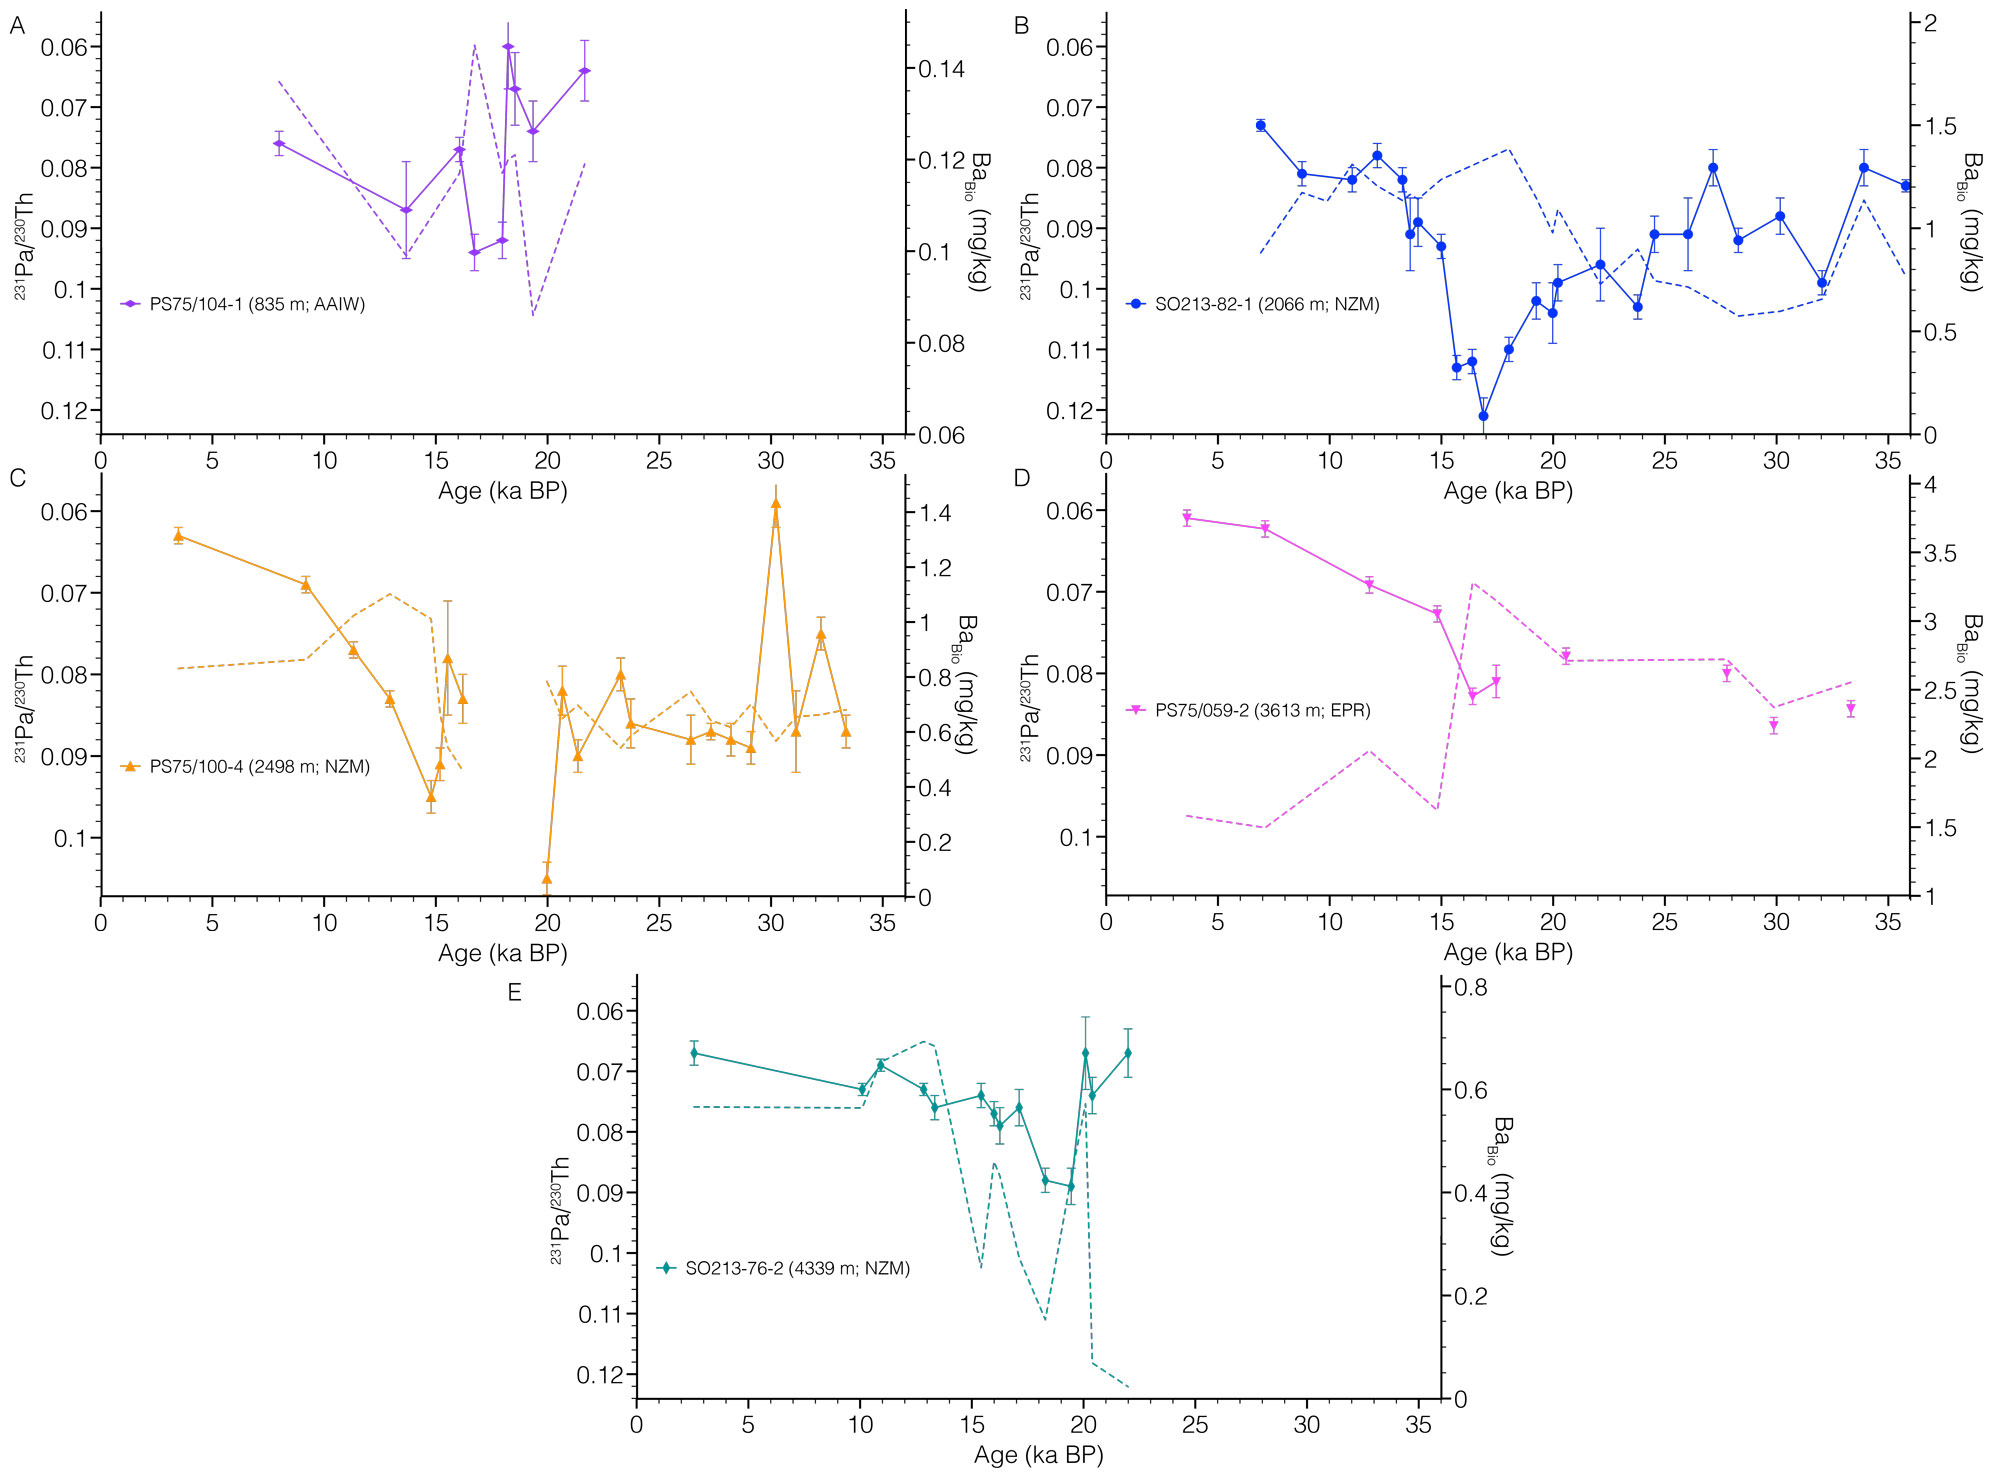 A
0.06
0.07
0.08
0.09
0.1
0.11
0.12
231Pa/230Th
0.14
0.12
0.1
0.08
0.06
BaBio (mg/kg)
PS75/104-1 (835 m; AAIW)
0 5 10 15 20 25 30 35
Age (ka BP)
B
0.06
0.07
0.08
0.09
0.1
0.11
0.12
231Pa/230Th
2
1.5
1
0.5
0
BaBio (mg/kg)
SO213-82-1 (2066 m; NZM)
0 5 10 15 20 25 30 35
Age (ka BP)
C
0.06
0.07
0.08
0.09
0.1
231Pa/230Th
1.4
1.2
1
0.8
0.6
0.4
0.2
0
BaBio (mg/kg)
PS75/100-4 (2498 m; NZM)
0 5 10 15 20 25 30 35
Age (ka BP)
D
0.06
0.07
0.08
0.09
0.1
231Pa/230Th
4
3.5
3
2.5
2
1.5
1
BaBio (mg/kg)
PS75/059-2 (3613 m; EPR)
0 5 10 15 20 25 30 35
Age (ka BP)
E
0.06
0.07
0.08
0.09
0.1
0.11
0.12
231Pa/230Th
0.8
0.6
0.4
0.2
0
BaBio (mg/kg)
SO213-76-2 (4339 m; NZM)
0 5 10 15 20 25 30 35
Age (ka BP)